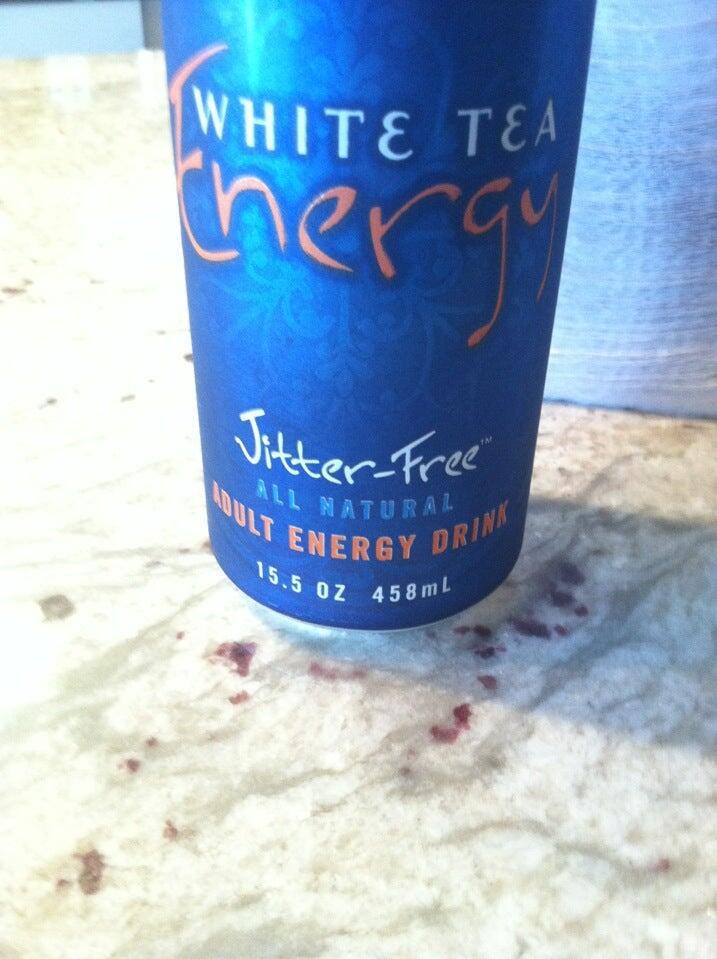 WHITE TEA
Energy
Jitter-Free™
ALL NATURAL
ADULT ENERGY DRINK
15.5 OZ 458mL